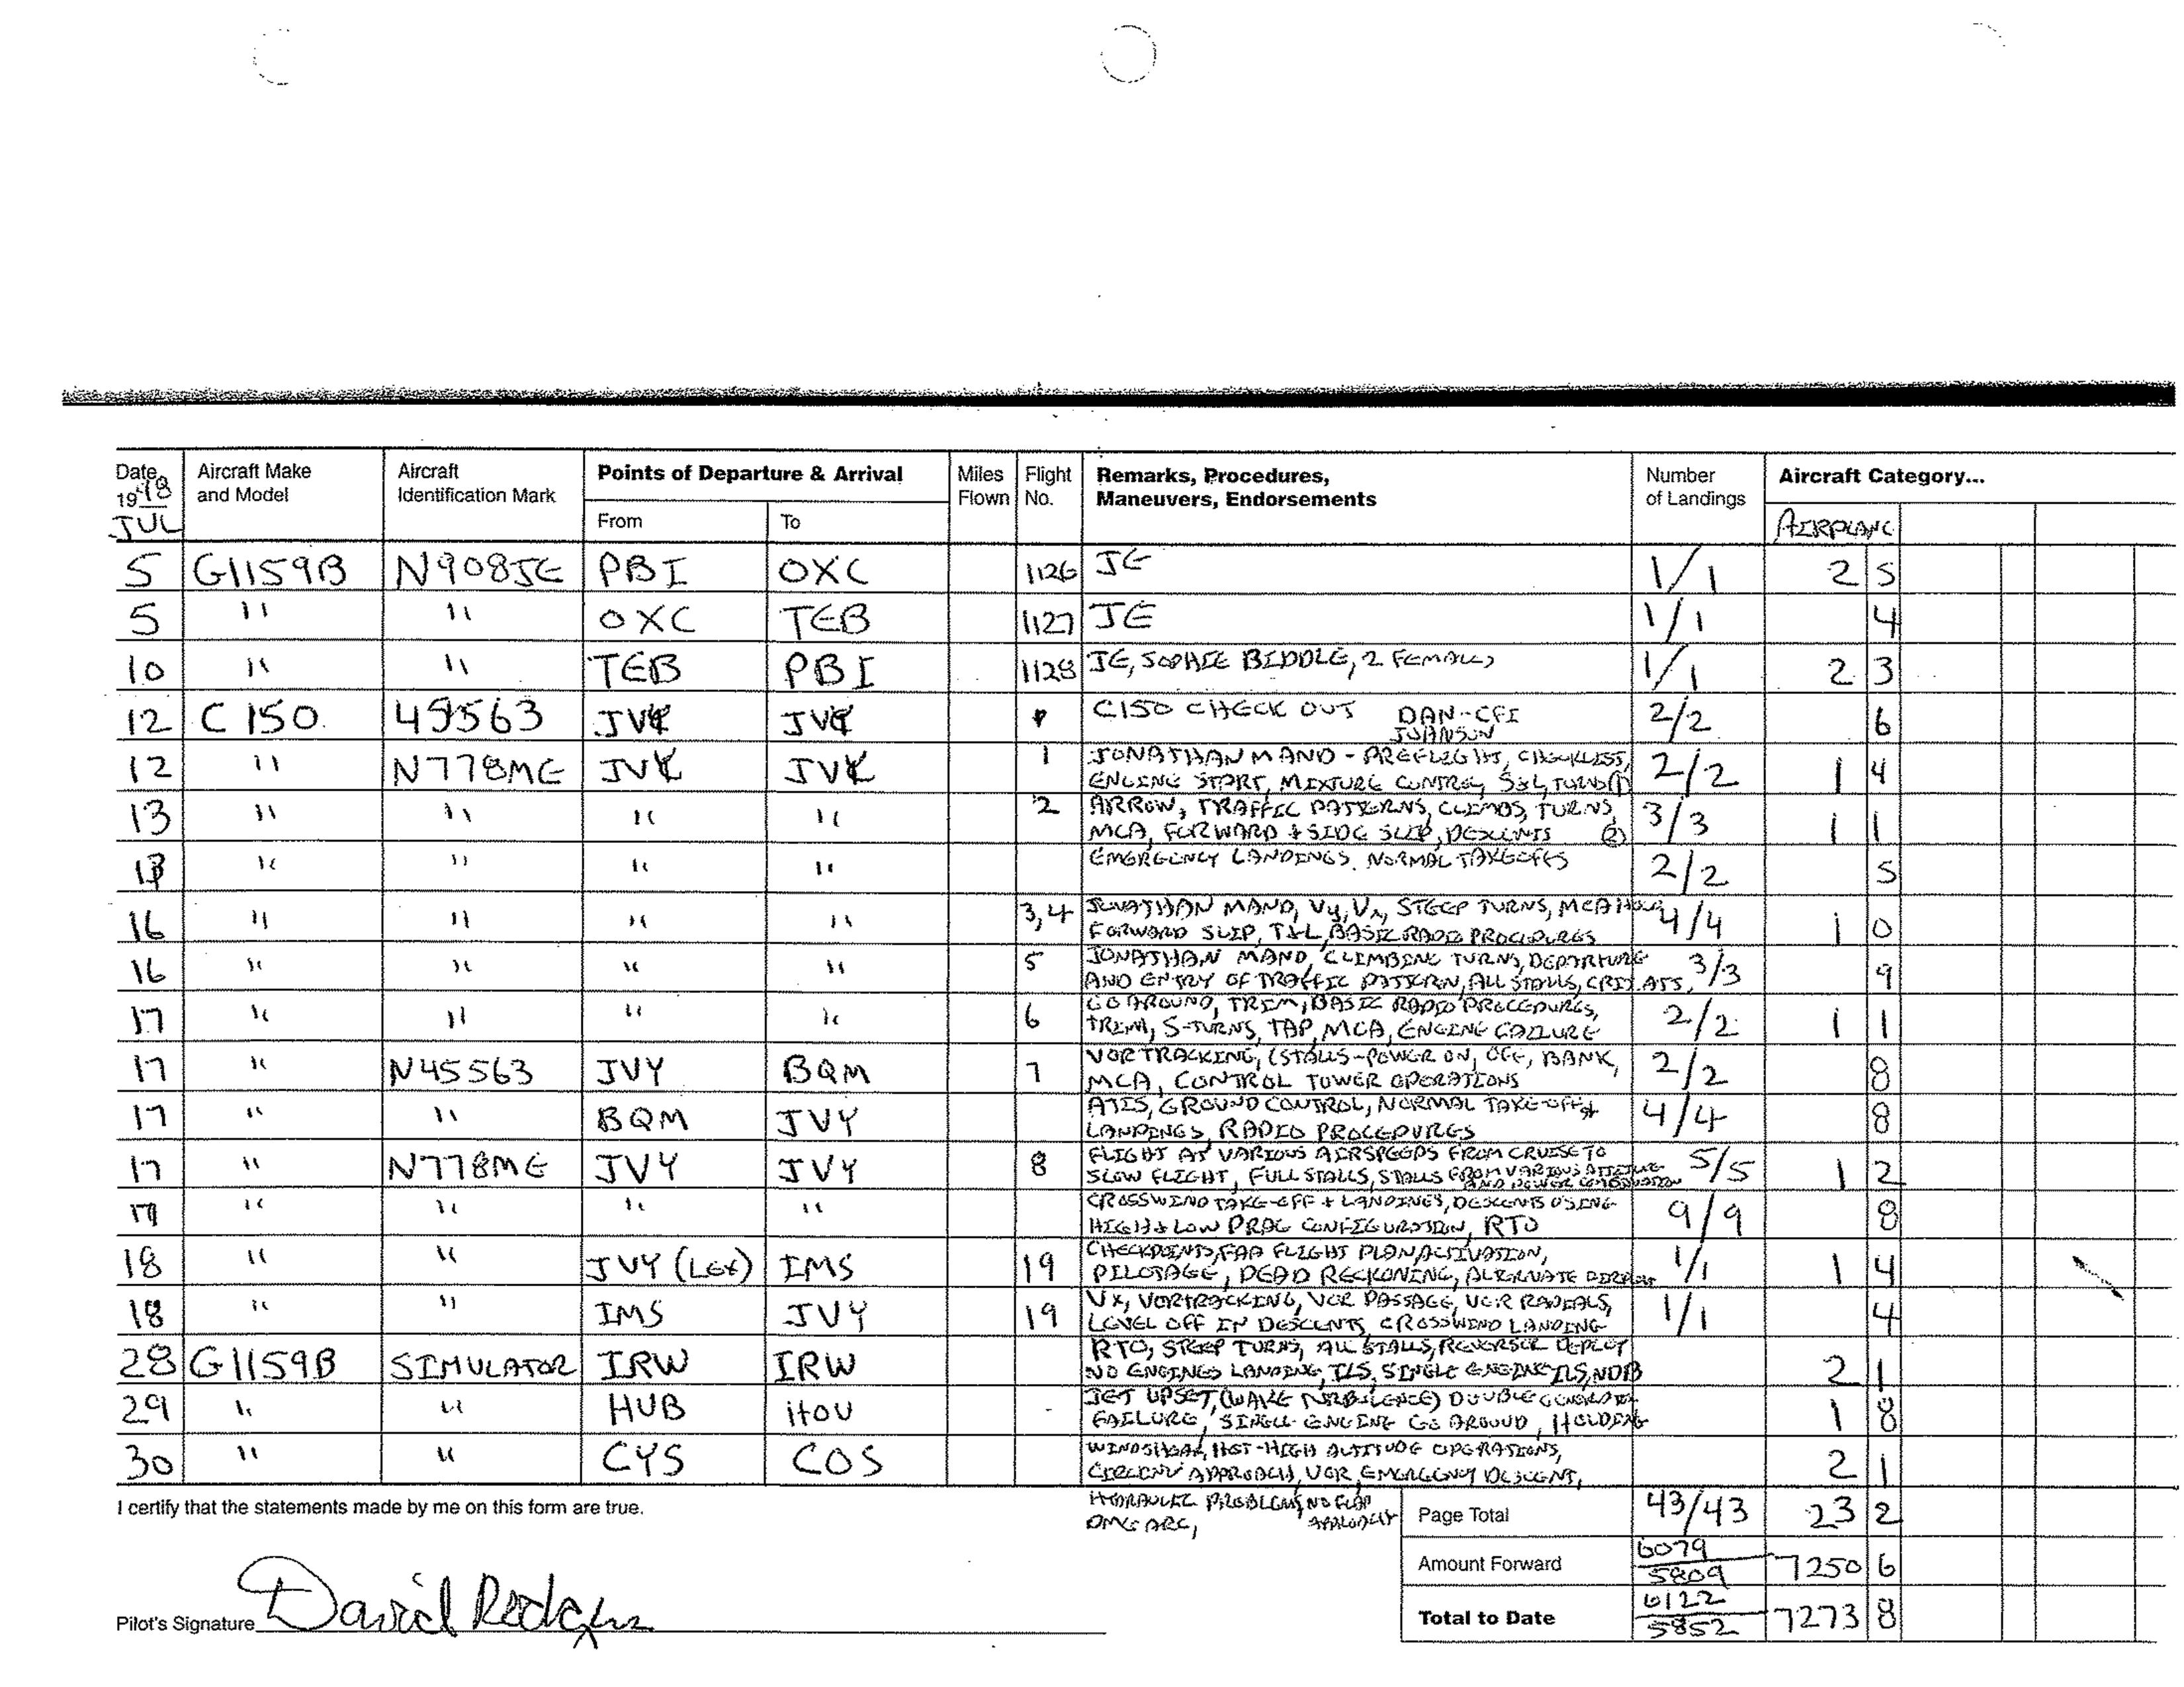 Date Aircraft Make and Model Aircraft Identification Mark Points of Departure & Arrival Miles Flown Flight No. Remarks, Procedures, Maneuvers, Endorsements Number of Landings Aircraft Category...
1998 JUL From To AIRPLANE
5 G1159B N908JE PBI OXC 1126 JE 1/1 2 5
5 " " OXC TEB 1127 JE 1/1 4
10 " " TEB PBI 1128 JE, SOPHIE BIDDLE, 2 FEMALES 1/1 2 3
12 C 150 45563 JVY JVY C150 CHECK OUT DAN-CFI 2/2 6
JOHANSON
12 " N778ME JVY JVY 1 JONATHAN MANO - PREFLIGHT, CHECKLIST, 2/2 1 4
ENGINE START, MIXTURE CONTROL, S&L, TURNS (1)
13 " " " " 2 ARROW, TRAFFIC PATTERNS, CLIMBS, TURNS, 3/3 1 1
MCA, FORWARD + SIDE SLIP, DESCENTS (2)
13 " " " " EMERGENCY LANDINGS. NORMAL TAKEOFFS 2/2 5
16 " " " " 3,4 JONATHAN MANO, Vy, Vx, STEEP TURNS, MCA 4/4 1 0
FORWARD SLIP, T&L, BASIC RADIO PROCEDURES
16 " " " " 5 JONATHAN MANO, CLIMBING TURNS, DEPARTURE 3/3 9
AND ENTRY OF TRAFFIC PATTERN, ALL STALLS,
17 " " " " 6 GO AROUND, TRIM, BASIC RADIO PROCEDURES, 2/2 1 1
TRIM, S-TURNS, TAP, MCA, ENGINE FAILURE
17 " N45563 JVY BQM 7 VOR TRACKING, (STALLS-POWER ON, OFF, BANK, 2/2 8
MCA, CONTROL TOWER OPERATIONS
17 " " BQM JVY ATIS, GROUND CONTROL, NORMAL TAKE-OFF + 4/4 8
LANDINGS, RADIO PROCEDURES
17 " N778ME JVY JVY 8 FLIGHT AT VARIOUS AIRSPEEDS FROM CRUISE TO 5/5 1 2
SLOW FLIGHT, FULL STALLS, STALLS FROM VARIOUS ATTITUDE AND POWER COMBINATION
17 " " " " CROSSWIND TAKE-OFF + LANDINGS, DESCENTS USING 9/9 8
HIGH & LOW DRAG CONFIGURATION, RTO
18 " " JVY (LEX) IMS 19 CHECKPOINTS, FAA FLIGHT PLAN, ACTIVATION, 1/1 1 4
PILOTAGE, DEAD RECKONING, ALTERNATE AIRPORT
18 " " IMS JVY 19 VX, VOR TRACKING, VOR PASSAGE, VOR RADIALS, 1/1 4
LEVEL OFF IN DESCENTS, CROSSWIND LANDING
28 G1159B SIMULATOR IRW IRW RTO, STEEP TURNS, ALL STALLS, REVERSER DEPLOY 2 1
NO ENGINES LANDING, ILS, SINGLE ENGINE ILS, NDB
29 " " HUB HOU JET UPSET, (WAKE TURBULENCE) DOUBLE GENERATOR 1 8
FAILURE, SINGLE ENGINE GO AROUND, HOLDING
30 " " CYS COS WINDSHEAR, HOT-HIGH ALTITUDE OPERATIONS, 2 1
CIRCLING APPROACH, VOR, EMERGENCY DESCENT,
HYDRAULIC PROBLEMS, NO FLAP APPROACH
DME ARC,
I certify that the statements made by me on this form are true.
Page Total 43/43 23 2
Amount Forward 6079 5809 7250 6
Total to Date 6122 5852 7273 8
Pilot's Signature David Rodgers